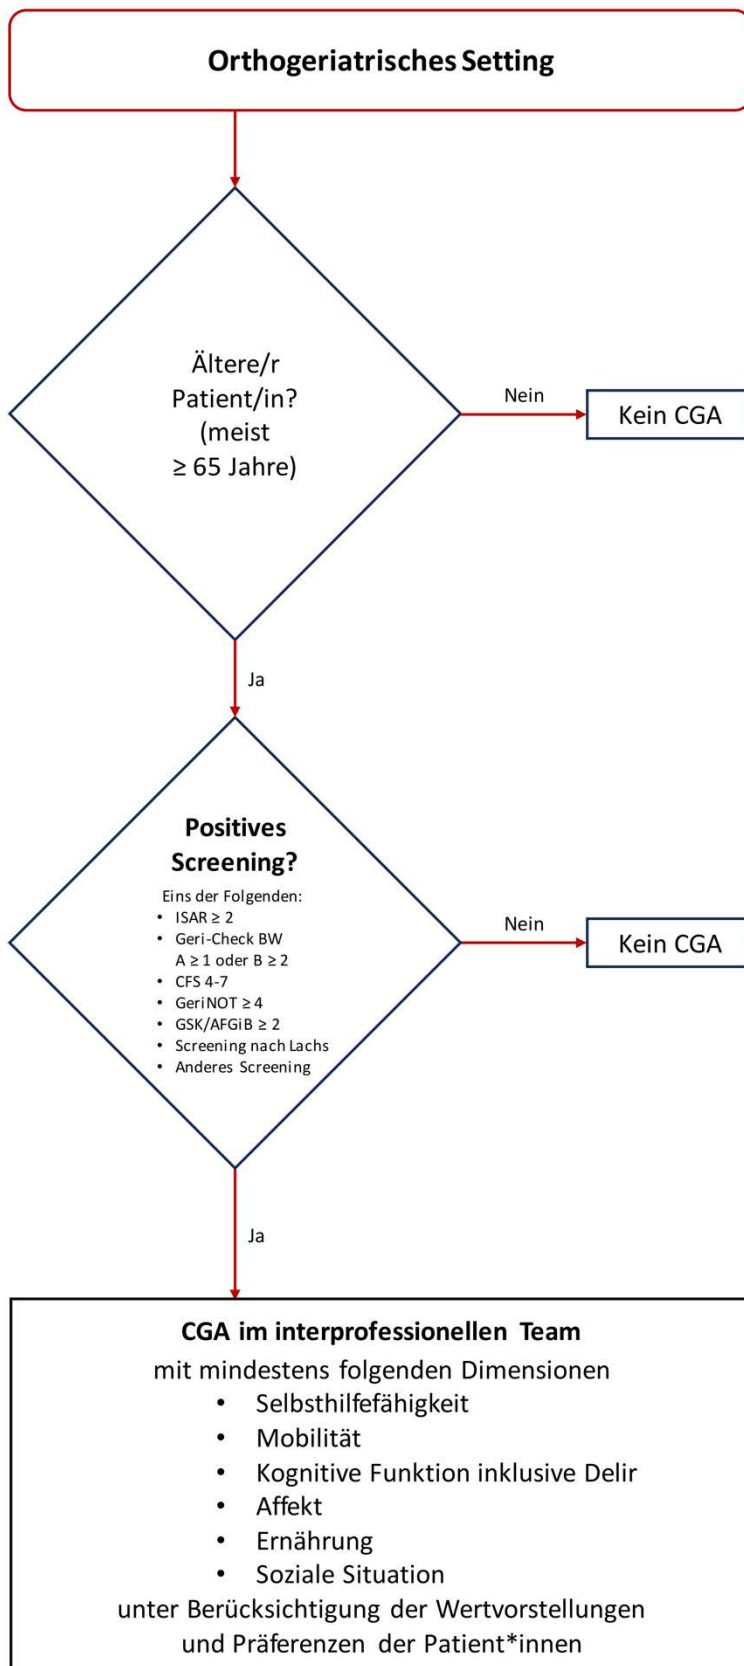 Orthogeriatrisches Setting
Ältere/r
Patient/in?
(meist
≥ 65 Jahre)
Nein
Kein CGA
Ja
Positives
Screening?
Eins der Folgenden:
• ISAR ≥ 2
• Geri-Check BW
A ≥ 1 oder B ≥ 2
• CFS 4-7
• GeriNOT ≥ 4
• GSK/AFGiB ≥ 2
• Screening nach Lachs
• Anderes Screening
Nein
Kein CGA
Ja
CGA im interprofessionellen Team
mit mindestens folgenden Dimensionen
• Selbsthilfefähigkeit
• Mobilität
• Kognitive Funktion inklusive Delir
• Affekt
• Ernährung
• Soziale Situation
unter Berücksichtigung der Wertvorstellungen
und Präferenzen der Patient*innen